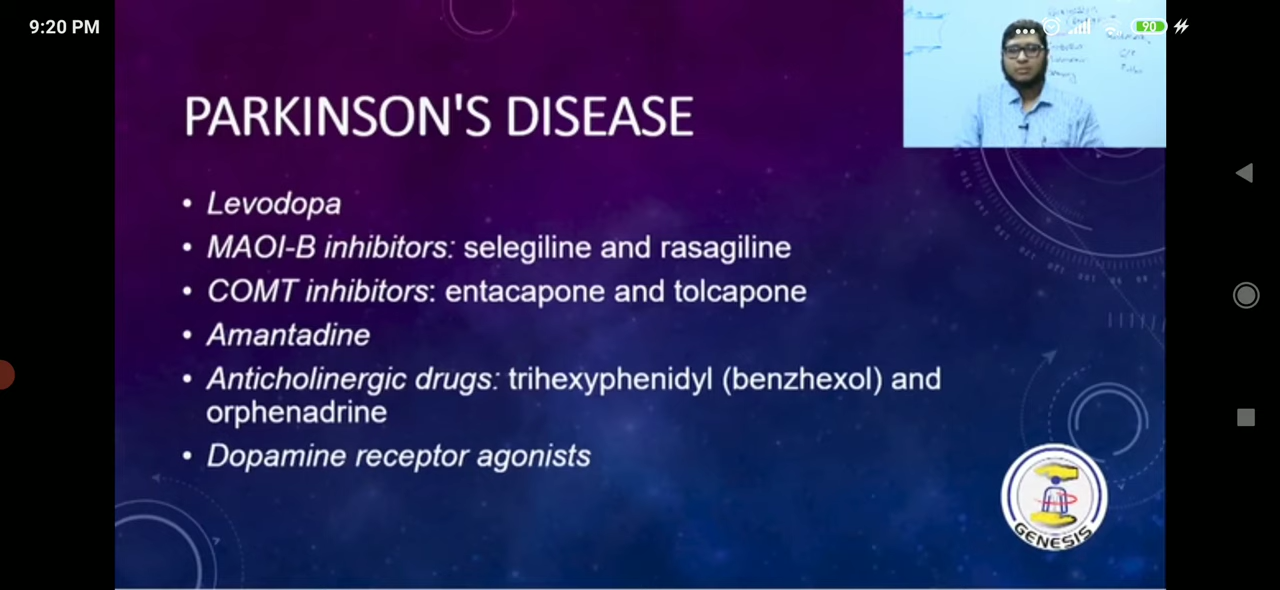 9:20 PM
90
PARKINSON'S DISEASE
• Levodopa
• MAOI-B inhibitors: selegiline and rasagiline
• COMT inhibitors: entacapone and tolcapone
• Amantadine
• Anticholinergic drugs: trihexyphenidyl (benzhexol) and
orphenadrine
• Dopamine receptor agonists
GENESIS